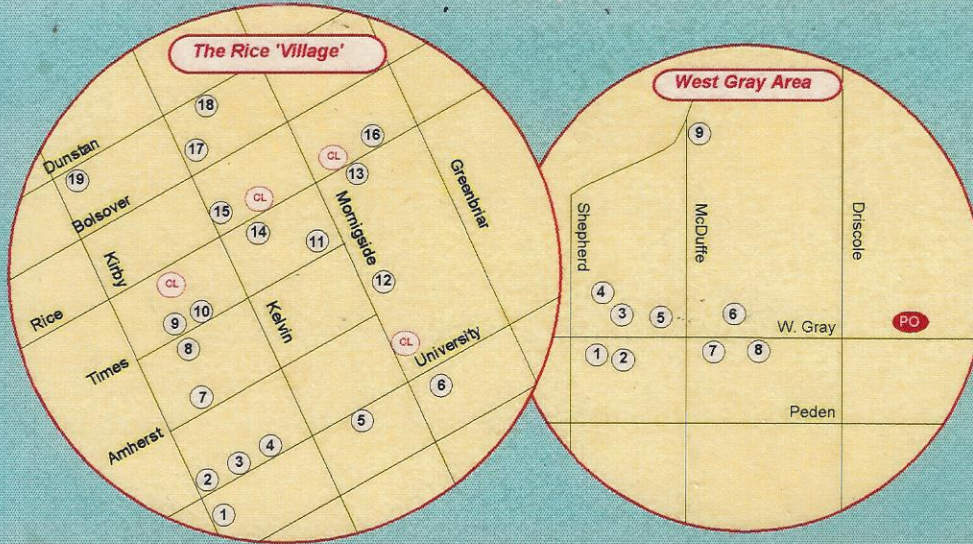 The Rice 'Village'
West Gray Area
18
9
16
17
CL
Dunstan
13
19
Greenbriar
CL
Bolsover
15
Shepherd
McDuffe
Driscole
14
11
Mornigside
Kirby
CL
12
4
10
Kelvin
3
5
6
PO
Rice
9
W. Gray
8
CL
University
1
2
7
8
Times
6
7
Peden
5
Amherst
4
3
2
1